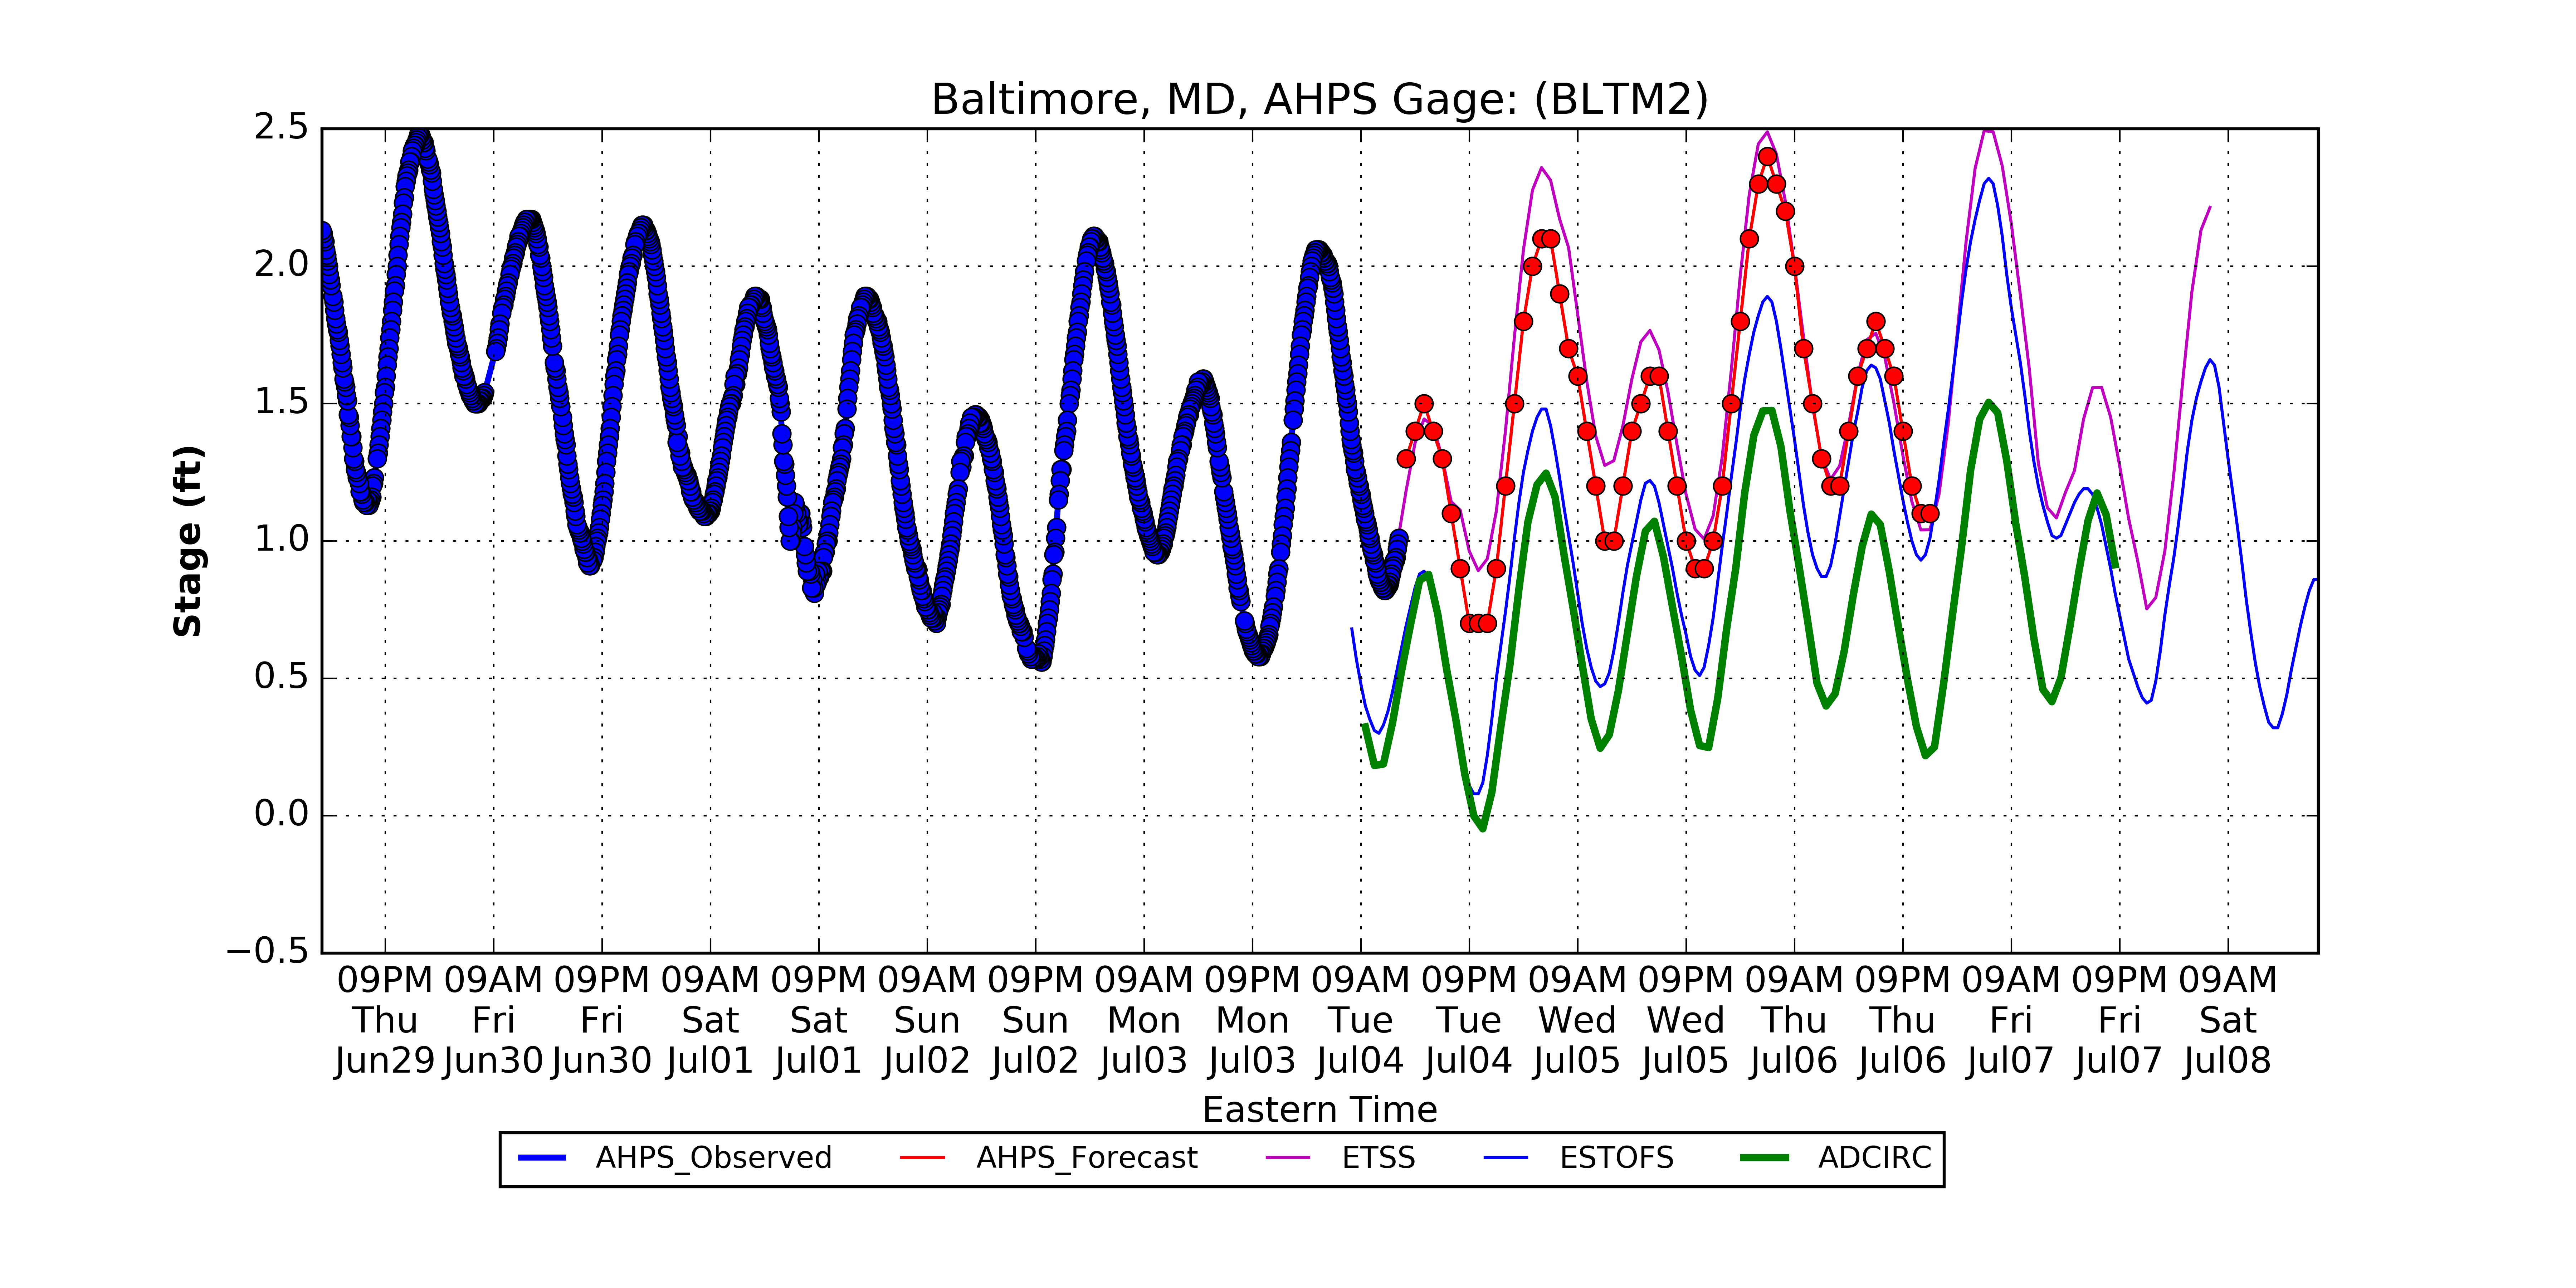 Baltimore, MD, AHPS Gage: (BLTM2)
2.5
2.0
1.5
1.0
0.5
0.0
−0.5
Stage (ft)
09PM 09AM 09PM 09AM 09PM 09AM 09PM 09AM 09PM 09AM 09PM 09AM 09PM 09AM 09PM 09AM 09PM 09AM
Thu Fri Fri Sat Sat Sun Sun Mon Mon Tue Tue Wed Wed Thu Thu Fri Fri Sat
Jun29 Jun30 Jun30 Jul01 Jul01 Jul02 Jul02 Jul03 Jul03 Jul04 Jul04 Jul05 Jul05 Jul06 Jul06 Jul07 Jul07 Jul08
Eastern Time
AHPS_Observed AHPS_Forecast ETSS ESTOFS ADCIRC